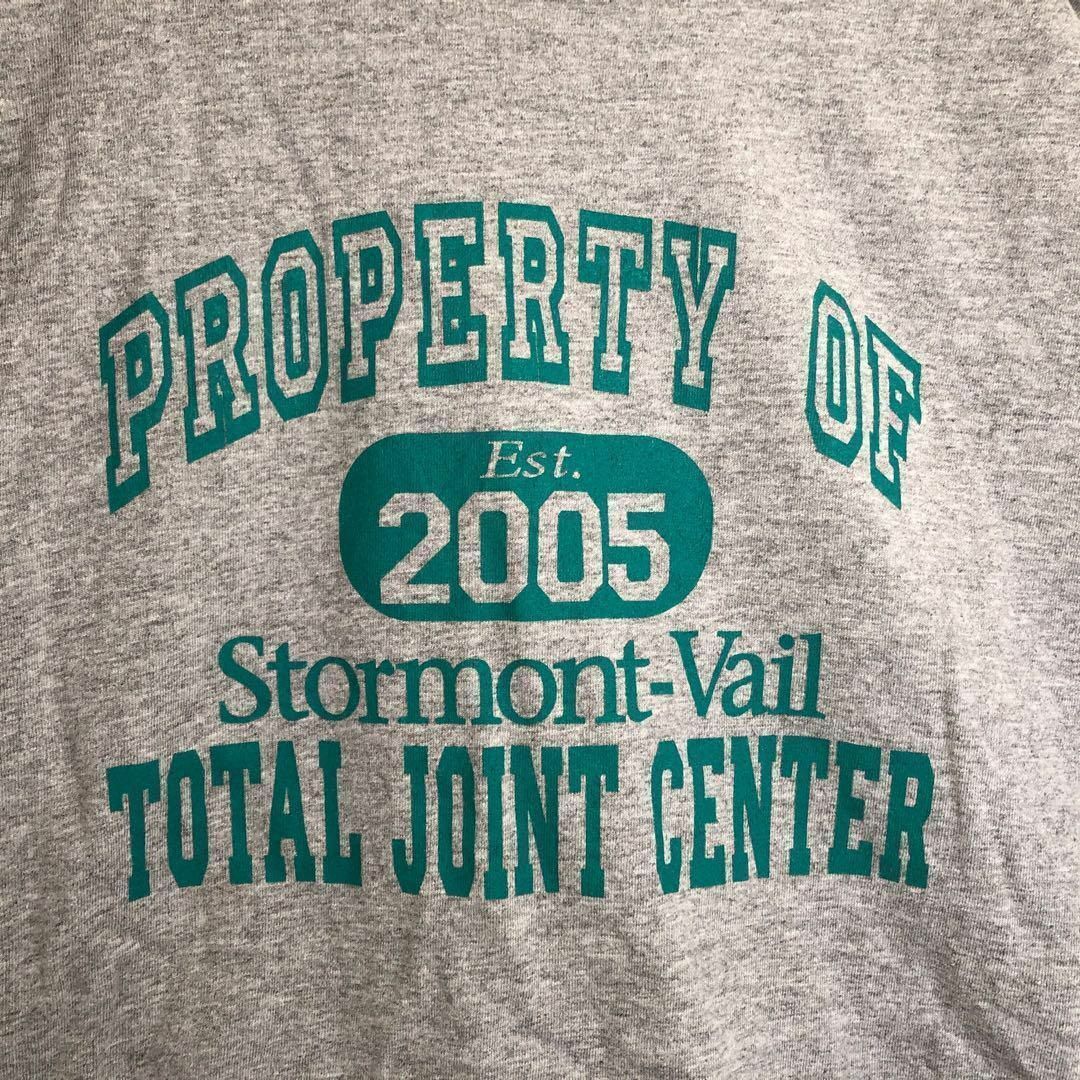 PROPERTY OF
Est.
2005
Stormont-Vail
TOTAL JOINT CENTER